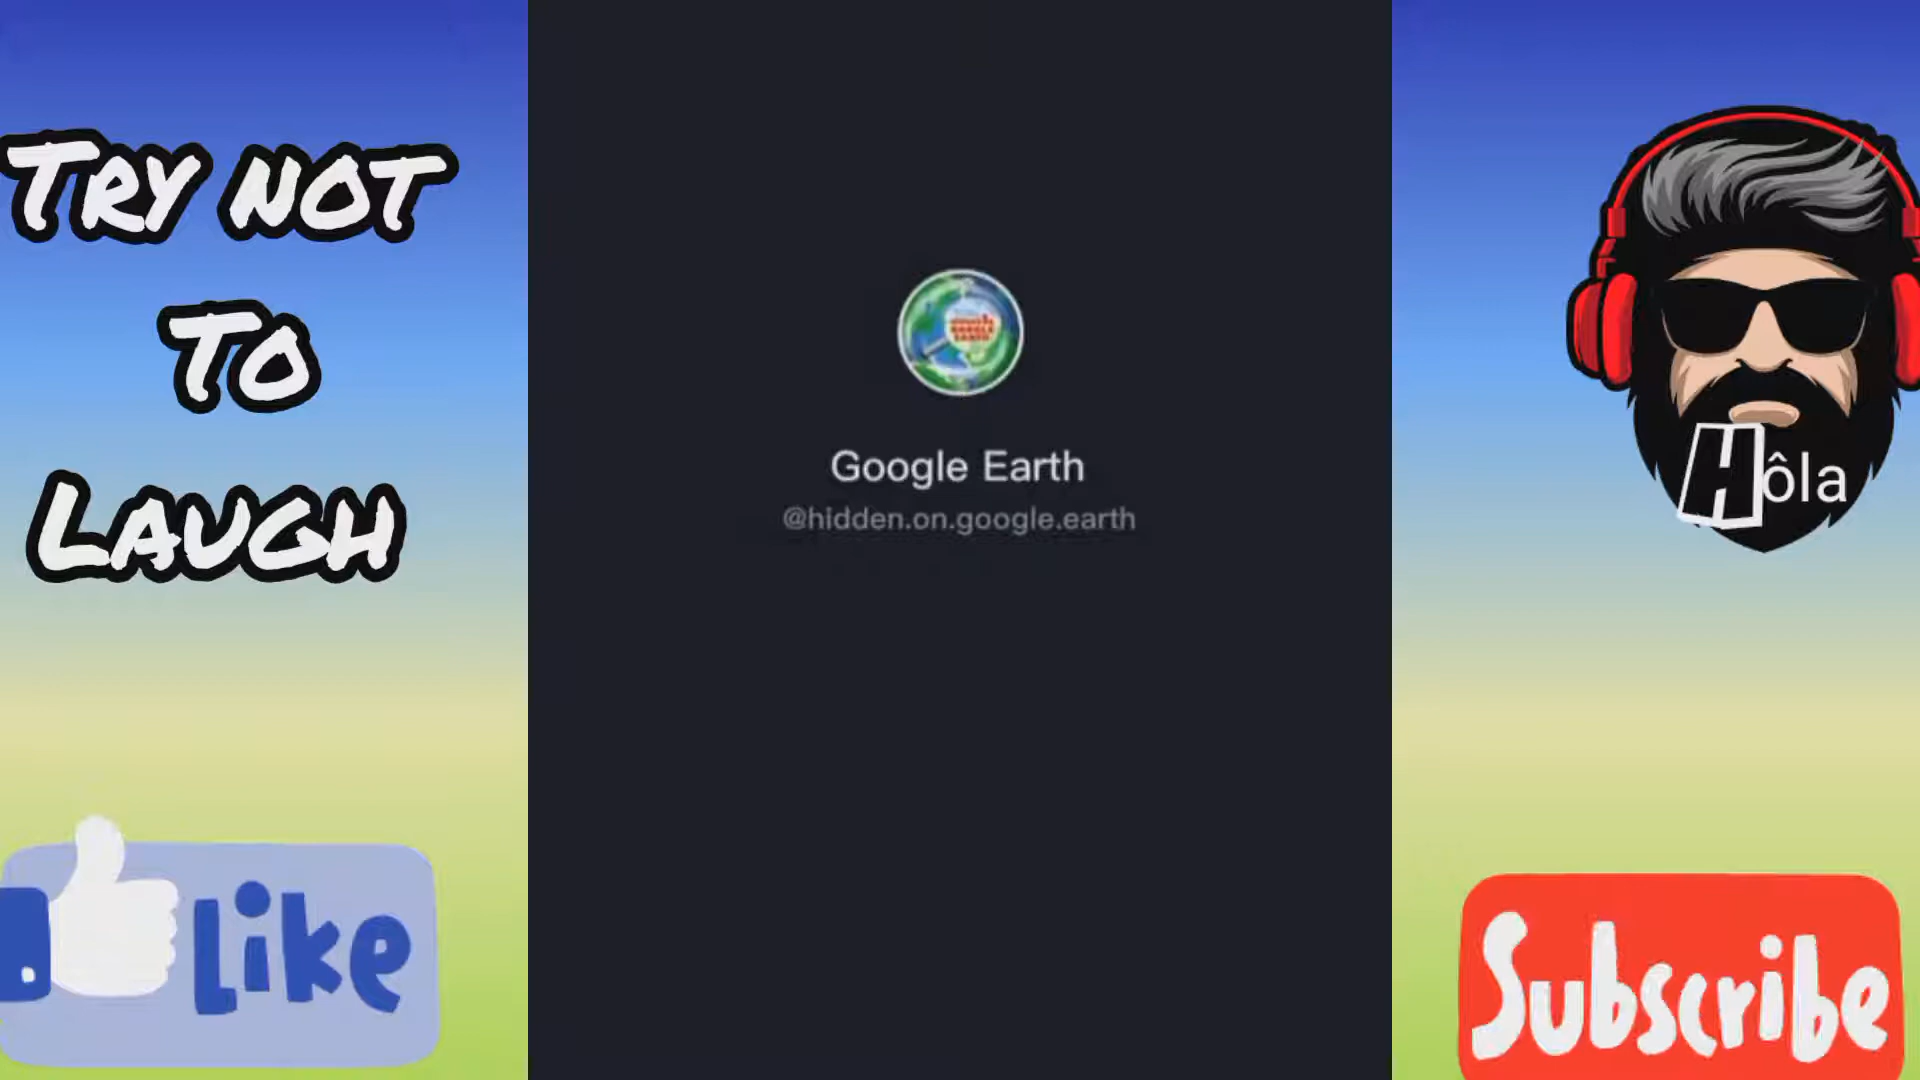 TRY NOT
TO
LAUGH
Like
Google Earth
@hidden.on.google.earth
Hôla
Subscribe